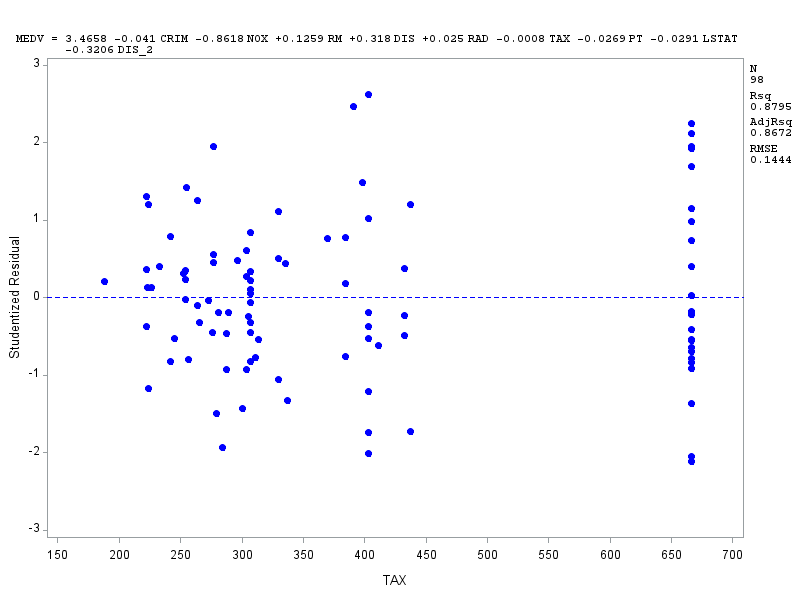 MEDV = 3.4658 -0.041 CRIM -0.8618 NOX +0.1259 RM +0.318 DIS +0.025 RAD -0.0008 TAX -0.0269 PT -0.0291 LSTAT
-0.3206 DIS_2
N
98
Rsq
0.8795
AdjRsq
0.8672
RMSE
0.1444
3
2
1
0
-1
-2
-3
Studentized Residual
150 200 250 300 350 400 450 500 550 600 650 700
TAX